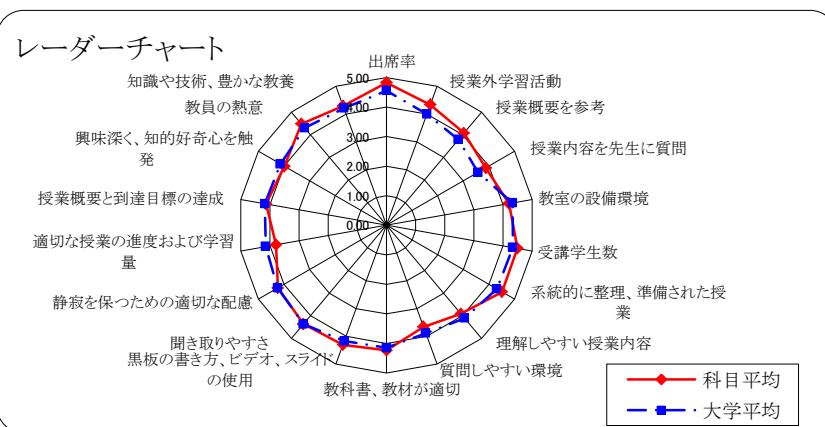 レーダーチャート
出席率
授業外学習活動
授業概要を参考
授業内容を先生に質問
教室の設備環境
受講学生数
系統的に整理、準備された授
業
理解しやすい授業内容
質問しやすい環境
教科書、教材が適切
黒板の書き方、ビデオ、スライド
の使用
聞き取りやすさ
静寂を保つための適切な配慮
適切な授業の進度および学習
量
授業概要と到達目標の達成
興味深く、知的好奇心を触
発
教員の熱意
知識や技術、豊かな教養
5.00
4.00
3.00
2.00
1.00
0.00
科目平均
大学平均